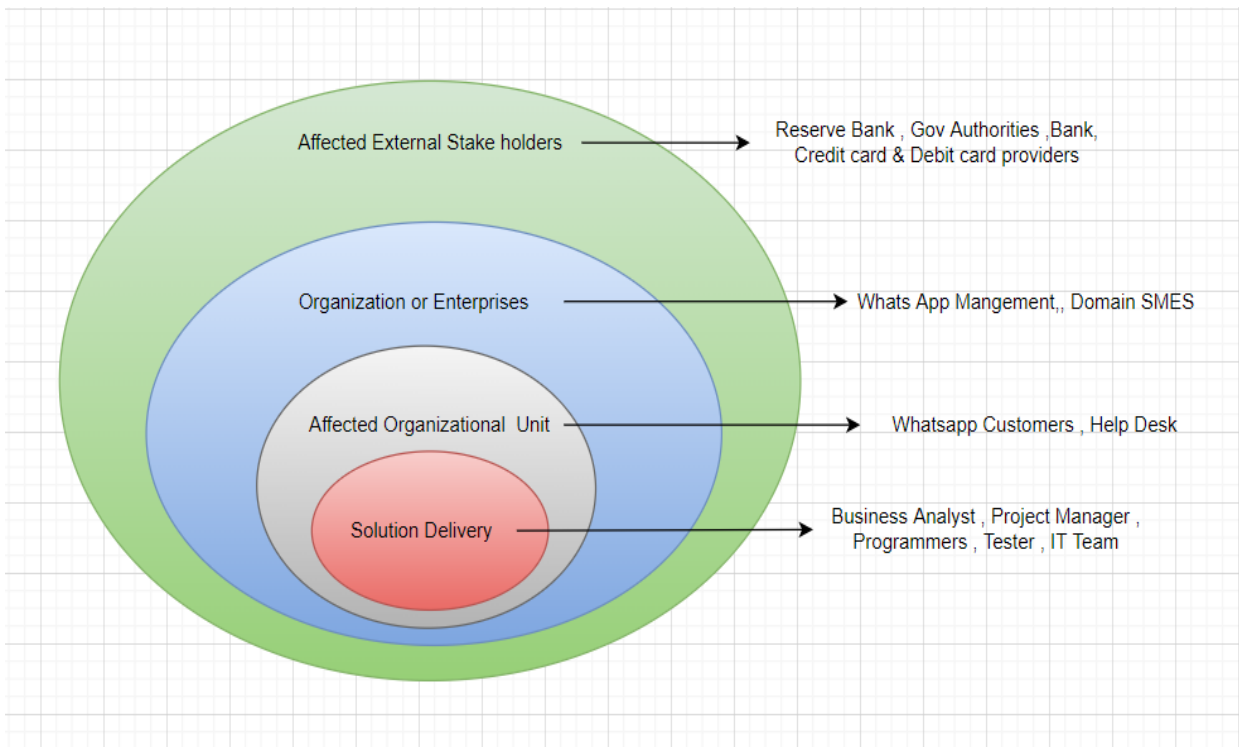 Affected External Stake holders
Reserve Bank , Gov Authorities ,Bank,
Credit card & Debit card providers
Organization or Enterprises
Whats App Mangement,, Domain SMES
Affected Organizational Unit
Whatsapp Customers , Help Desk
Solution Delivery
Business Analyst , Project Manager ,
Programmers , Tester , IT Team